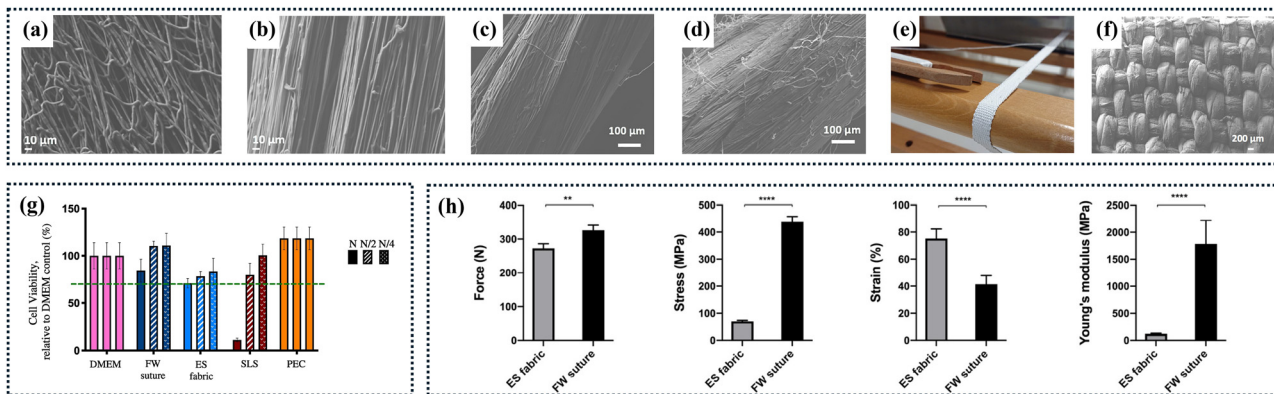 (a)
10 µm
(b)
10 µm
(c)
100 µm
(d)
100 µm
(e)
(f)
200 µm
(g)
Cell Viability,
relative to DMEM control (%)
150
100
50
0
DMEM
FW
suture
ES
fabric
SLS
PEC
N N/2 N/4
(h)
**
Force (N)
400
300
200
100
0
ES fabric
FW suture
****
Stress (MPa)
500
400
300
200
100
0
ES fabric
FW suture
****
Strain (%)
100
80
60
40
20
0
ES fabric
FW suture
****
Young's modulus (MPa)
2500
2000
1500
1000
500
0
ES fabric
FW suture